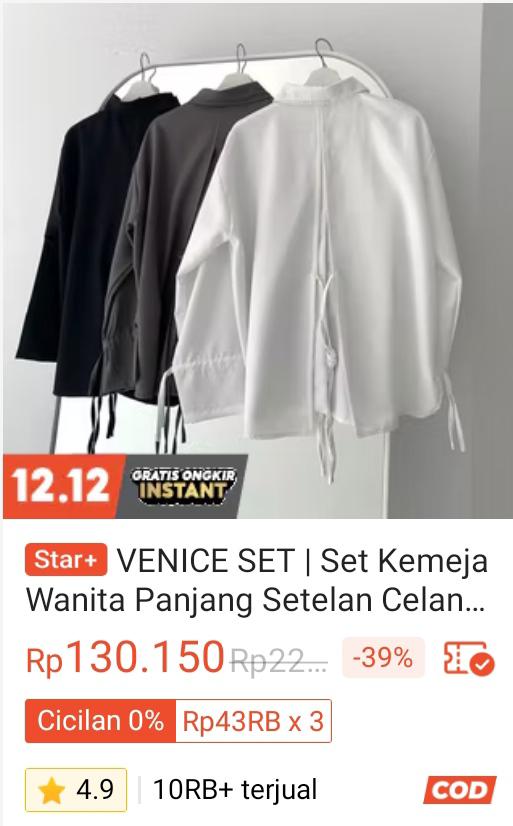 12.12
GRATIS ONGKIR
INSTANT
Star+ VENICE SET | Set Kemeja
Wanita Panjang Setelan Celan...
Rp130.150 Rp22... -39%
Cicilan 0% Rp43RB x 3
4.9 10RB+ terjual COD